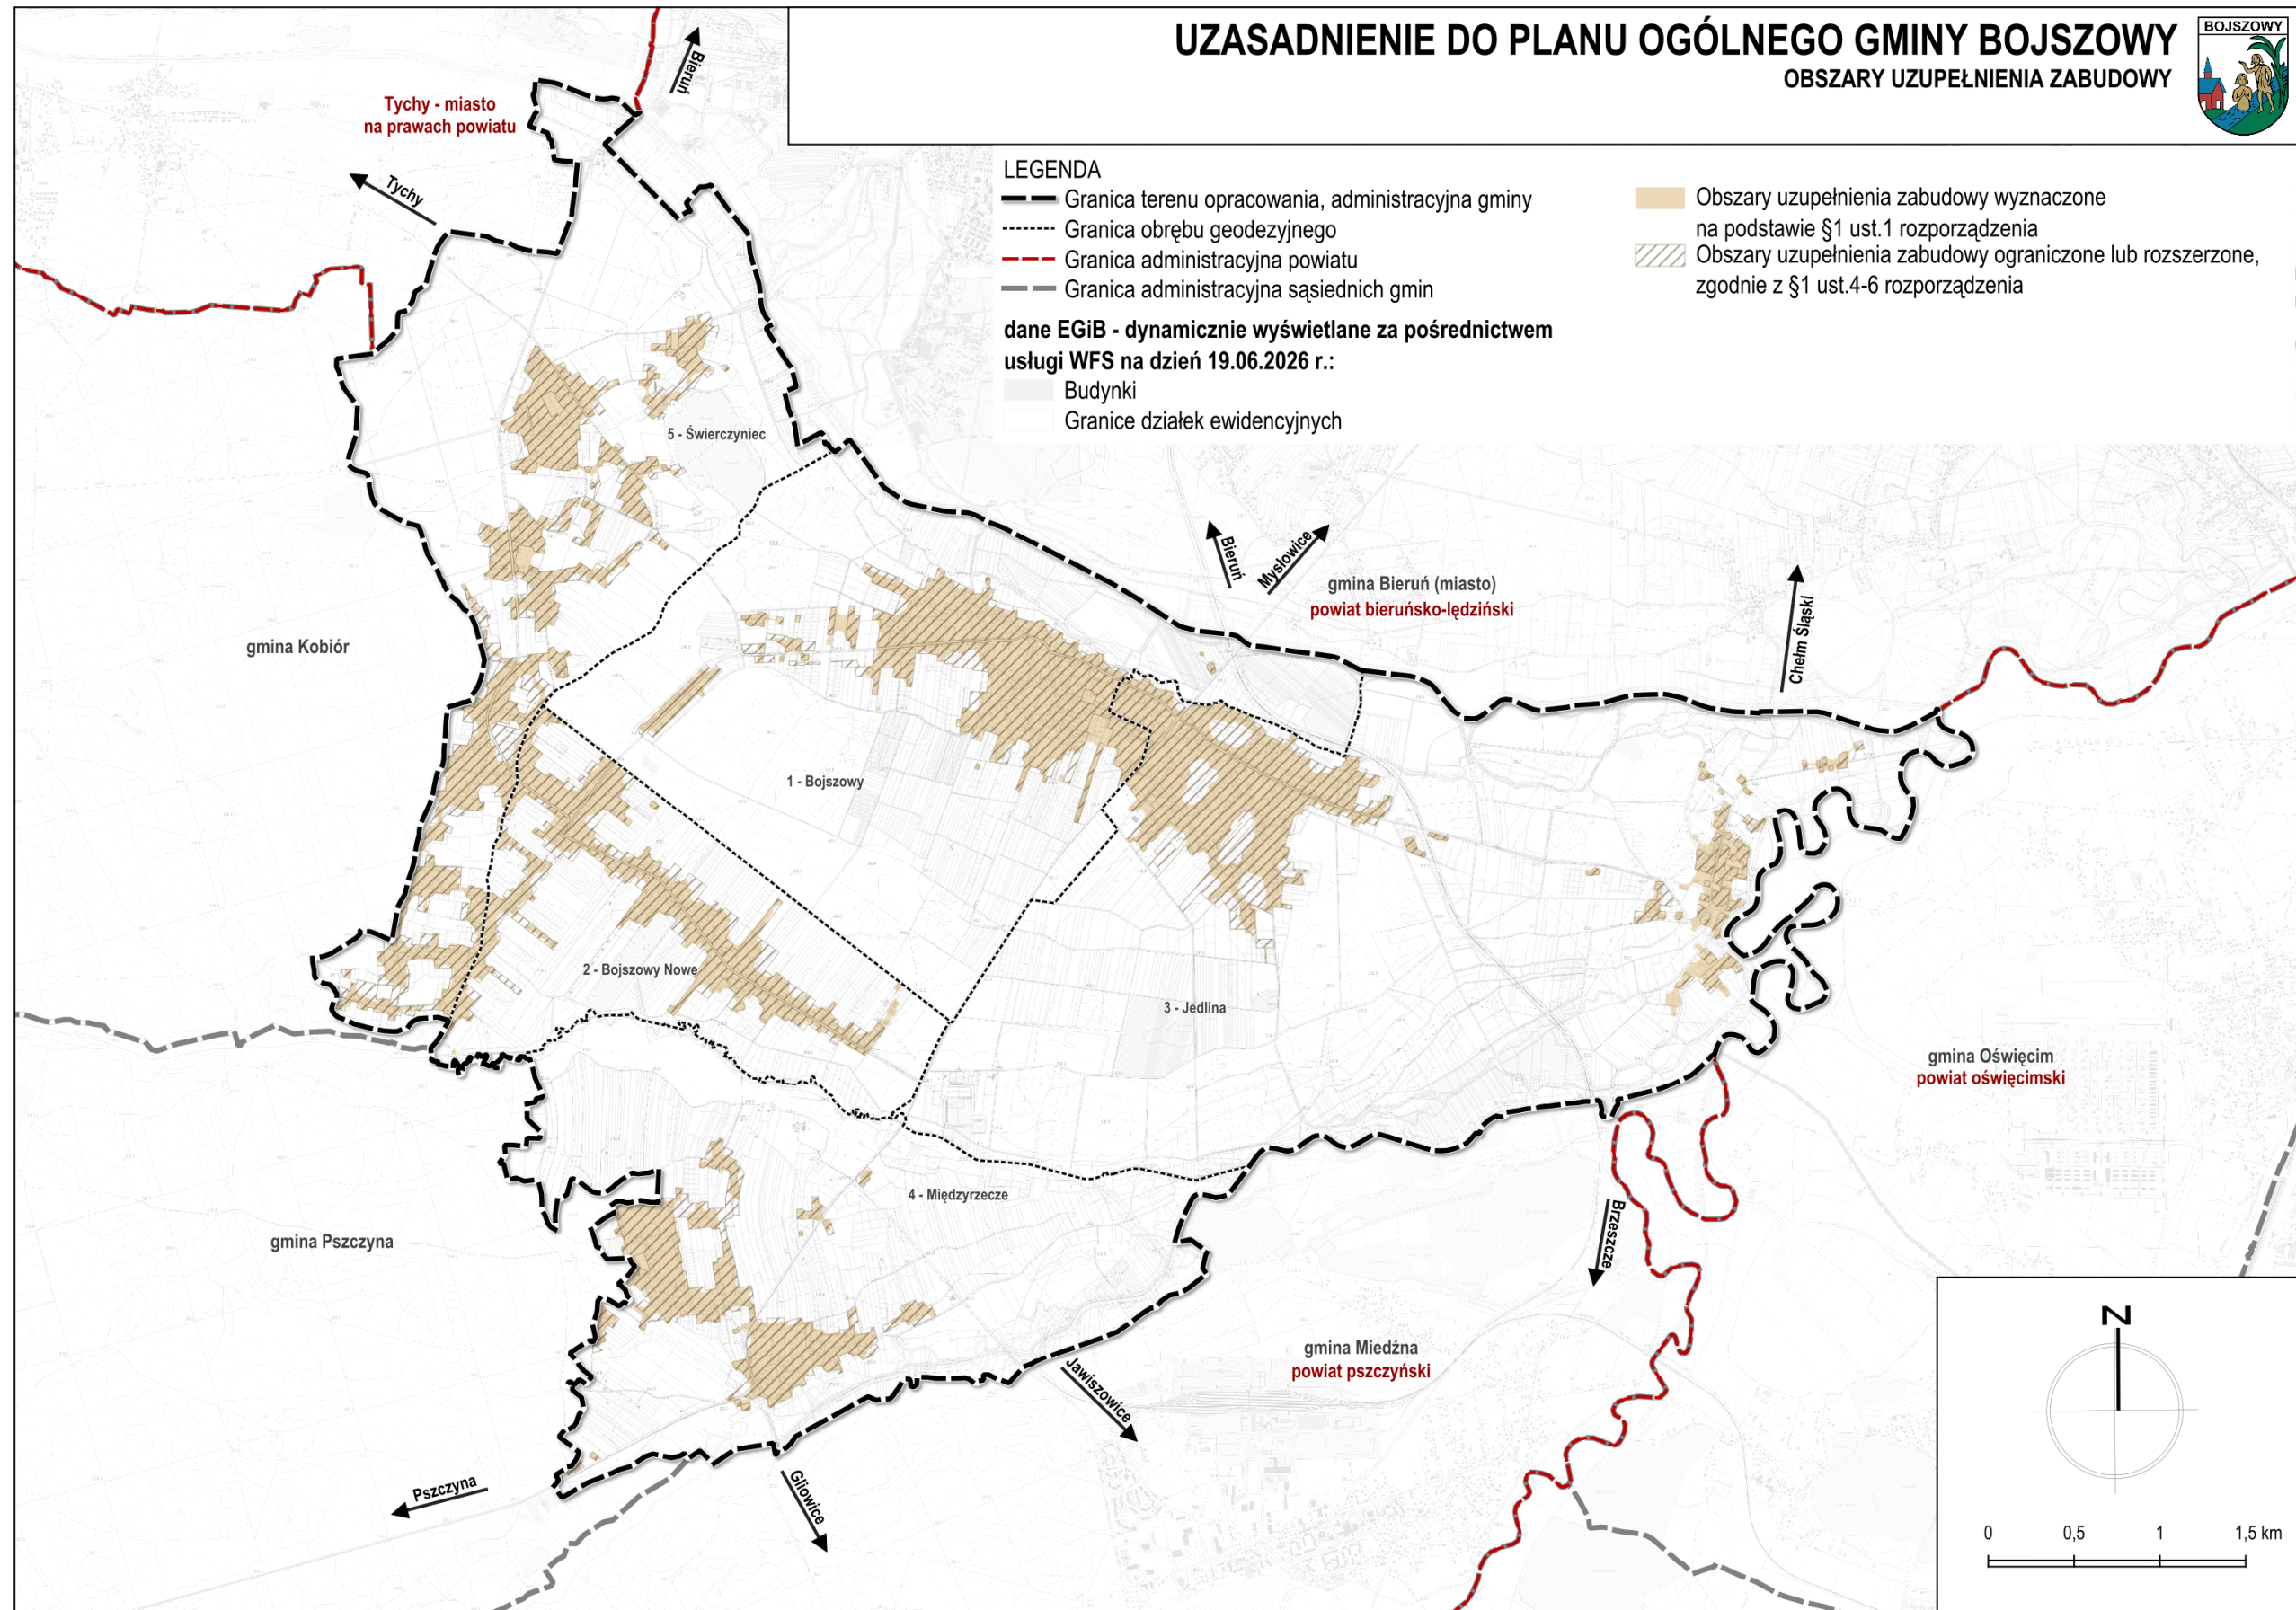 UZASADNIENIE DO PLANU OGÓLNEGO GMINY BOJSZOWY
OBSZARY UZUPEŁNIENIA ZABUDOWY
BOJSZOWY
LEGENDA
Granica terenu opracowania, administracyjna gminy
Granica obrębu geodezyjnego
Granica administracyjna powiatu
Granica administracyjna sąsiednich gmin
dane EGiB - dynamicznie wyświetlane za pośrednictwem
usługi WFS na dzień 19.06.2026 r.:
Budynki
Granice działek ewidencyjnych
Obszary uzupełnienia zabudowy wyznaczone
na podstawie §1 ust.1 rozporządzenia
Obszary uzupełnienia zabudowy ograniczone lub rozszerzone,
zgodnie z §1 ust.4-6 rozporządzenia
Tychy - miasto
na prawach powiatu
Bieruń
Tychy
5 - Świerczyniec
Bieruń
Mysłowice
gmina Bieruń (miasto)
powiat bieruńsko-lędziński
Chełm Śląski
gmina Kobiór
1 - Bojszowy
2 - Bojszowy Nowe
3 - Jedlina
gmina Oświęcim
powiat oświęcimski
4 - Międzyrzecze
gmina Pszczyna
Brzeszcze
gmina Miedźna
powiat pszczyński
Jawiszowice
Pszczyna
Gliowice
N
0 0,5 1 1,5 km